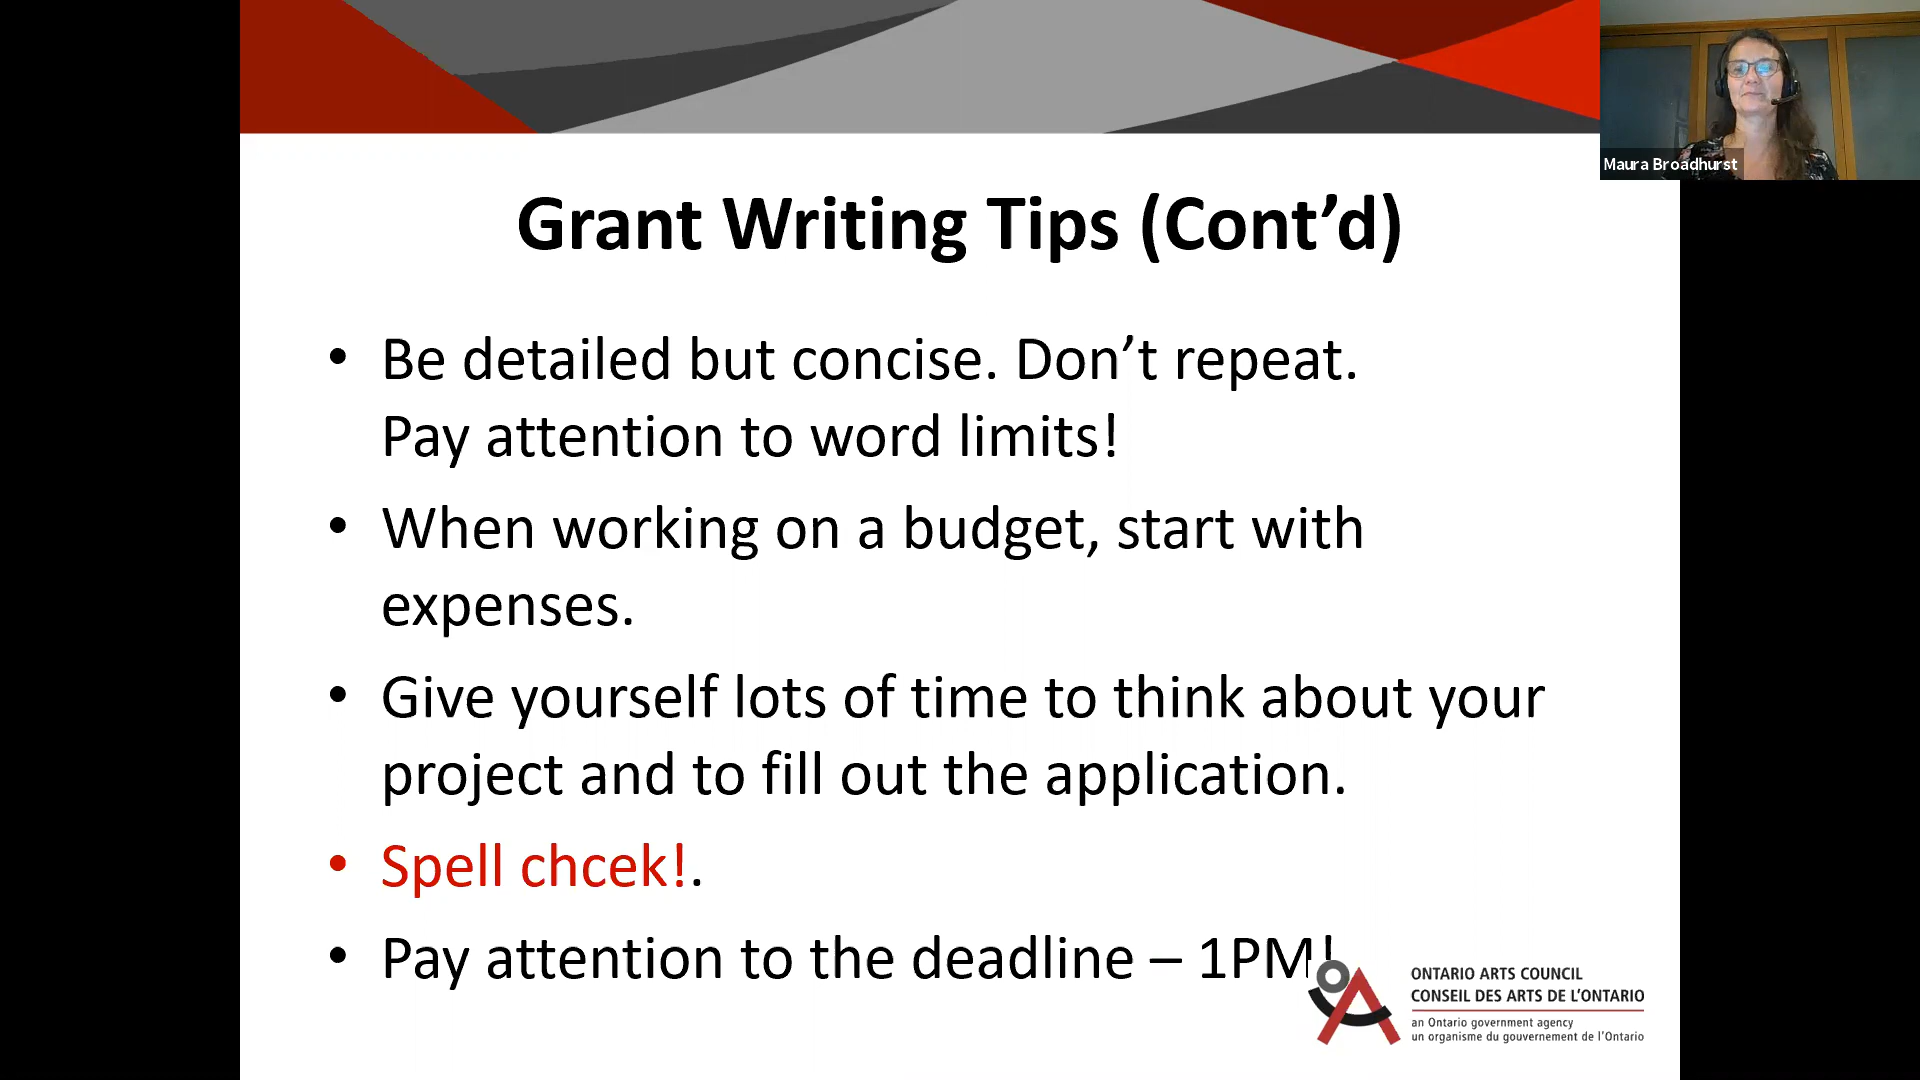 Maura Broadhurst
Grant Writing Tips (Cont’d)
• Be detailed but concise. Don’t repeat.
Pay attention to word limits!
• When working on a budget, start with
expenses.
• Give yourself lots of time to think about your
project and to fill out the application.
• Spell chcek!.
• Pay attention to the deadline – 1PM!
ONTARIO ARTS COUNCIL
CONSEIL DES ARTS DE L’ONTARIO
an Ontario government agency
un organisme du gouvernement de l’Ontario